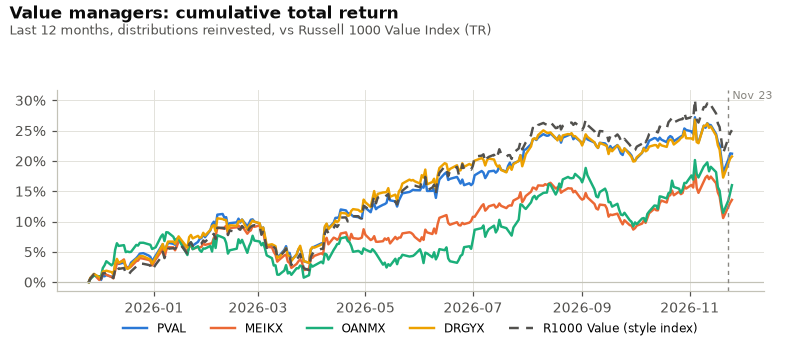 Value managers: cumulative total return
Last 12 months, distributions reinvested, vs Russell 1000 Value Index (TR)
Nov 23
30%
25%
20%
15%
10%
5%
0%
2026-01 2026-03 2026-05 2026-07 2026-09 2026-11
PVAL MEIKX OANMX DRGYX R1000 Value (style index)